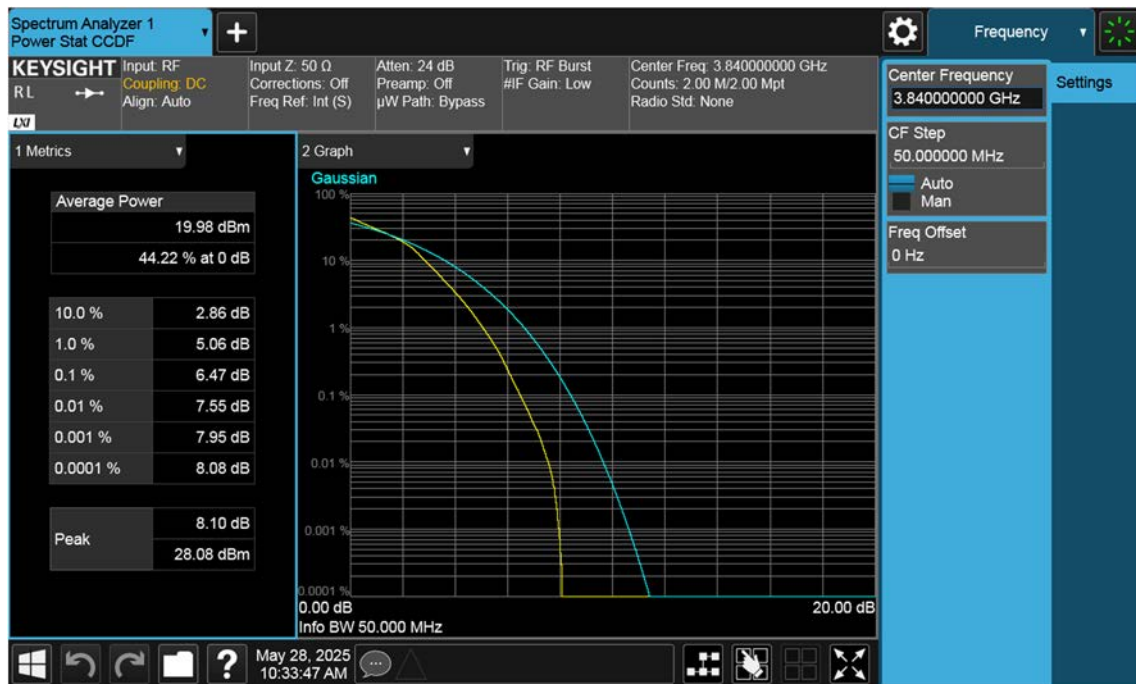 Spectrum Analyzer 1
Power Stat CCDF
+
Frequency
KEYSIGHT
RL
LXI
Input: RF
Coupling: DC
Align: Auto
Input Z: 50 Ω
Corrections: Off
Freq Ref: Int (S)
Atten: 24 dB
Preamp: Off
µW Path: Bypass
Trig: RF Burst
#IF Gain: Low
Center Freq: 3.840000000 GHz
Counts: 2.00 M/2.00 Mpt
Radio Std: None
Center Frequency
3.840000000 GHz
Settings
CF Step
50.000000 MHz
Auto
Man
Freq Offset
0 Hz
1 Metrics
Average Power
19.98 dBm
44.22 % at 0 dB
10.0 % 2.86 dB
1.0 % 5.06 dB
0.1 % 6.47 dB
0.01 % 7.55 dB
0.001 % 7.95 dB
0.0001 % 8.08 dB
Peak
8.10 dB
28.08 dBm
2 Graph
Gaussian
100 %
10 %
1 %
0.1 %
0.01 %
0.001 %
0.0001 %
0.00 dB 20.00 dB
Info BW 50.000 MHz
?
May 28, 2025
10:33:47 AM